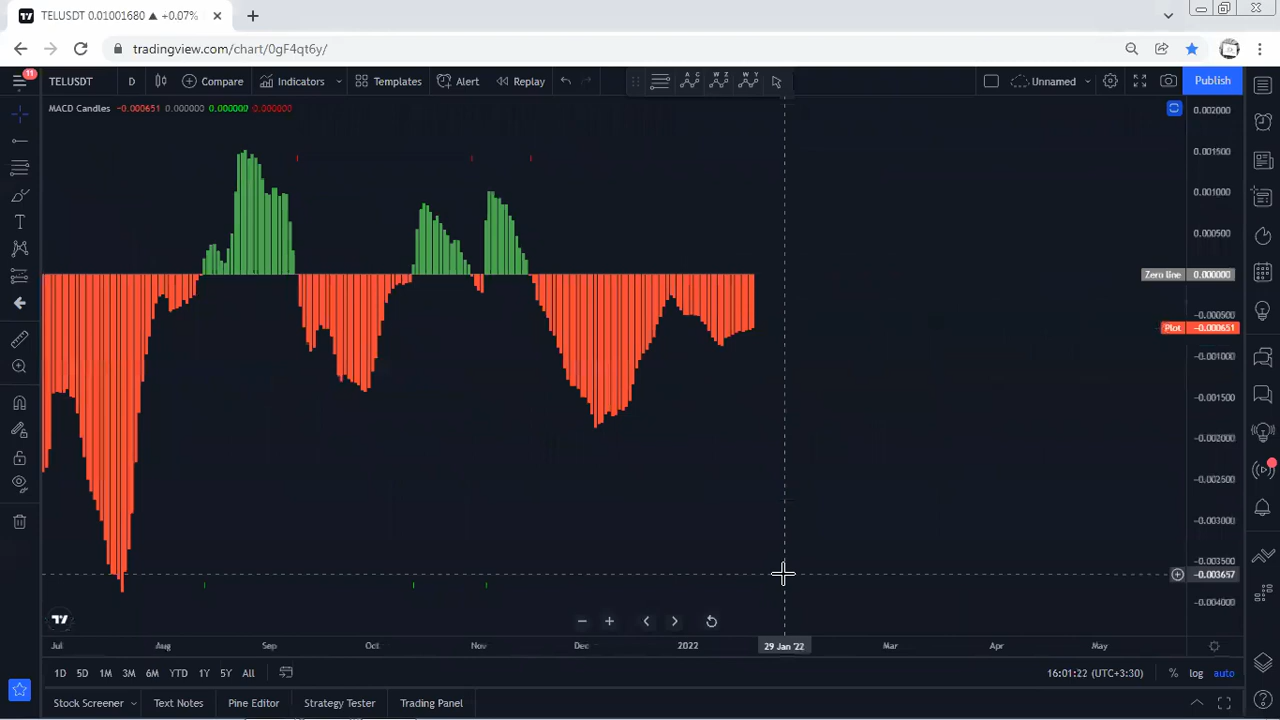 TELUSDT 0.01001680 ▲ +0.07%
tradingview.com/chart/0gF4qt6y/
11
TELUSDT D Compare Indicators Templates Alert Replay Unnamed Publish
MACD Candles -0.000651 0.000000 0.000000 -0.000000
0.002000
0.001500
0.001000
0.000500
Zero line 0.000000
-0.000500
Plot -0.000651
-0.001000
-0.001500
-0.002000
-0.002500
-0.003000
-0.003500
-0.003657
-0.004000
Jul Aug Sep Oct Nov Dec 2022 29 Jan '22 Mar Apr May
1D 5D 1M 3M 6M YTD 1Y 5Y All 16:01:22 (UTC+3:30) % log auto
Stock Screener Text Notes Pine Editor Strategy Tester Trading Panel